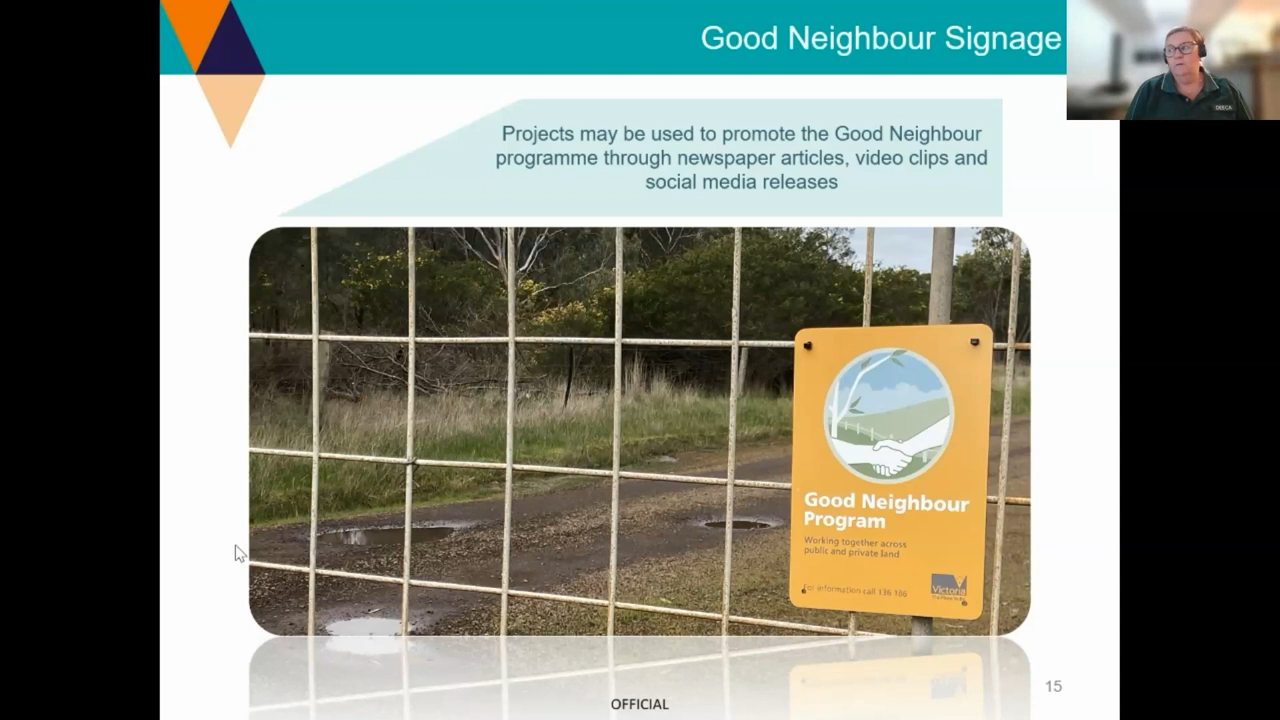 Good Neighbour Signage
DEECA
Projects may be used to promote the Good Neighbour
programme through newspaper articles, video clips and
social media releases
Good Neighbour
Program
Working together across
public and private land
For information call 136 186
Victoria
15
OFFICIAL